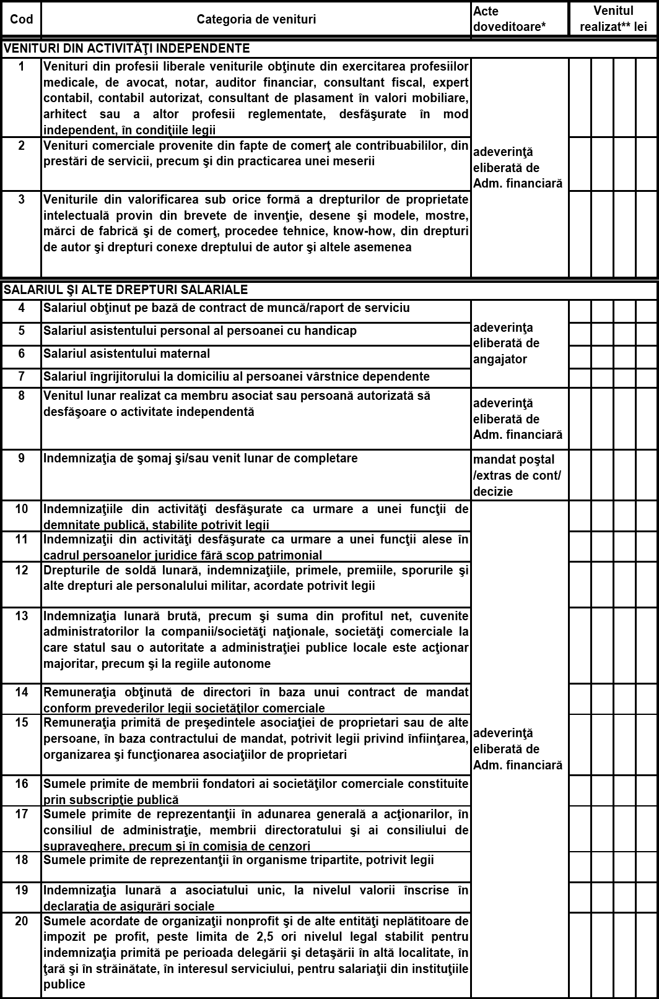 Cod
Categoria de venituri
Acte
doveditoare*
Venitul
realizat** lei
VENITURI DIN ACTIVITĂŢI INDEPENDENTE
1
Venituri din profesii liberale veniturile obţinute din exercitarea profesiilor
medicale, de avocat, notar, auditor financiar, consultant fiscal, expert
contabil, contabil autorizat, consultant de plasament în valori mobiliare,
arhitect sau a altor profesii reglementate, desfăşurate în mod
independent, în condiţiile legii
2
Venituri comerciale provenite din fapte de comerţ ale contribuabililor, din
prestări de servicii, precum şi din practicarea unei meserii
adeverinţă
eliberată de
Adm. financiară
3
Veniturile din valorificarea sub orice formă a drepturilor de proprietate
intelectuală provin din brevete de invenţie, desene şi modele, mostre,
mărci de fabrică şi de comerţ, procedee tehnice, know-how, din drepturi
de autor şi drepturi conexe dreptului de autor şi altele asemenea
SALARIUL ŞI ALTE DREPTURI SALARIALE
4
Salariul obţinut pe bază de contract de muncă/raport de serviciu
5
Salariul asistentului personal al persoanei cu handicap
6
Salariul asistentului maternal
7
Salariul îngrijitorului la domiciliu al persoanei vârstnice dependente
adeverinţa
eliberată de
angajator
8
Venitul lunar realizat ca membru asociat sau persoană autorizată să
desfăşoare o activitate independentă
adeverinţă
eliberată de
Adm. financiară
9
Indemnizaţia de şomaj şi/sau venit lunar de completare
mandat poştal
/extras de cont/
decizie
10
Indemnizaţiile din activităţi desfăşurate ca urmare a unei funcţii de
demnitate publică, stabilite potrivit legii
11
Indemnizaţii din activităţi desfăşurate ca urmare a unei funcţii alese în
cadrul persoanelor juridice fără scop patrimonial
12
Drepturile de soldă lunară, indemnizaţiile, primele, premiile, sporurile şi
alte drepturi ale personalului militar, acordate potrivit legii
13
Indemnizaţia lunară brută, precum şi suma din profitul net, cuvenite
administratorilor la companii/societăţi naţionale, societăţi comerciale la
care statul sau o autoritate a administraţiei publice locale este acţionar
majoritar, precum şi la regiile autonome
14
Remuneraţia obţinută de directori în baza unui contract de mandat
conform prevederilor legii societăţilor comerciale
15
Remuneraţia primită de preşedintele asociaţiei de proprietari sau de alte
persoane, în baza contractului de mandat, potrivit legii privind înfiinţarea,
organizarea şi funcţionarea asociaţiilor de proprietari
adeverinţă
eliberată de
Adm. financiară
16
Sumele primite de membrii fondatori ai societăţilor comerciale constituite
prin subscripţie publică
17
Sumele primite de reprezentanţii în adunarea generală a acţionarilor, în
consiliul de administraţie, membrii directoratului şi ai consiliului de
supraveghere, precum şi în comisia de cenzori
18
Sumele primite de reprezentanţii în organisme tripartite, potrivit legii
19
Indemnizaţia lunară a asociatului unic, la nivelul valorii înscrise în
declaraţia de asigurări sociale
20
Sumele acordate de organizaţii nonprofit şi de alte entităţi neplătitoare de
impozit pe profit, peste limita de 2,5 ori nivelul legal stabilit pentru
indemnizaţia primită pe perioada delegării şi detaşării în altă localitate, în
ţară şi în străinătate, în interesul serviciului, pentru salariaţii din instituţiile
publice